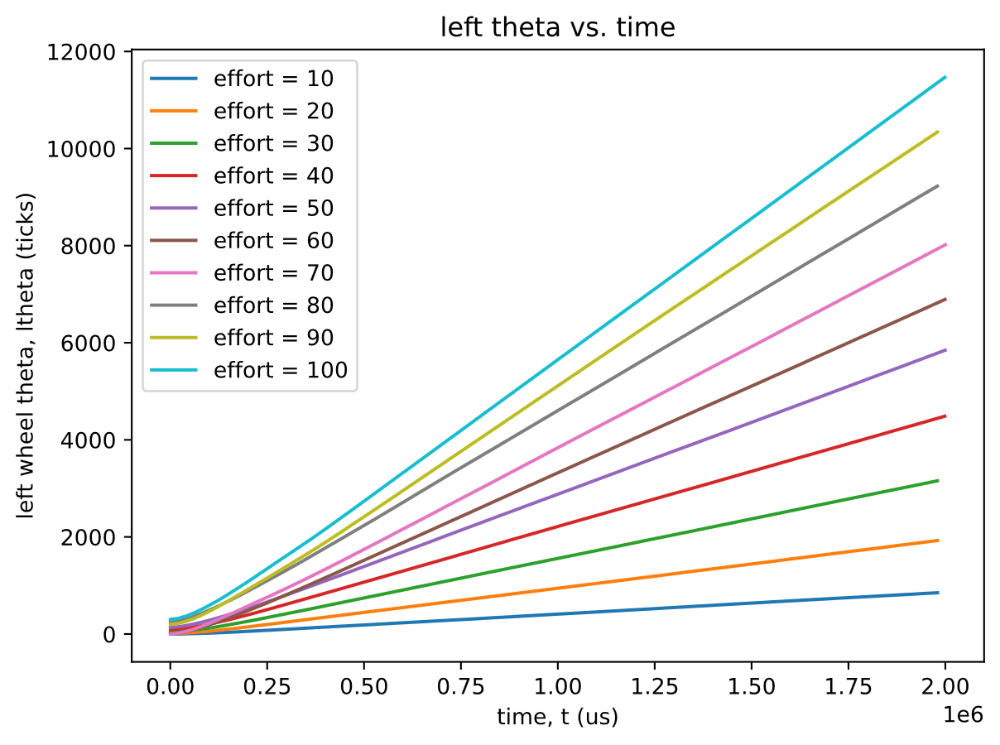 left theta vs. time
12000
10000
8000
6000
4000
2000
0
left wheel theta, ltheta (ticks)
effort = 10
effort = 20
effort = 30
effort = 40
effort = 50
effort = 60
effort = 70
effort = 80
effort = 90
effort = 100
0.00 0.25 0.50 0.75 1.00 1.25 1.50 1.75 2.00
1e6
time, t (us)